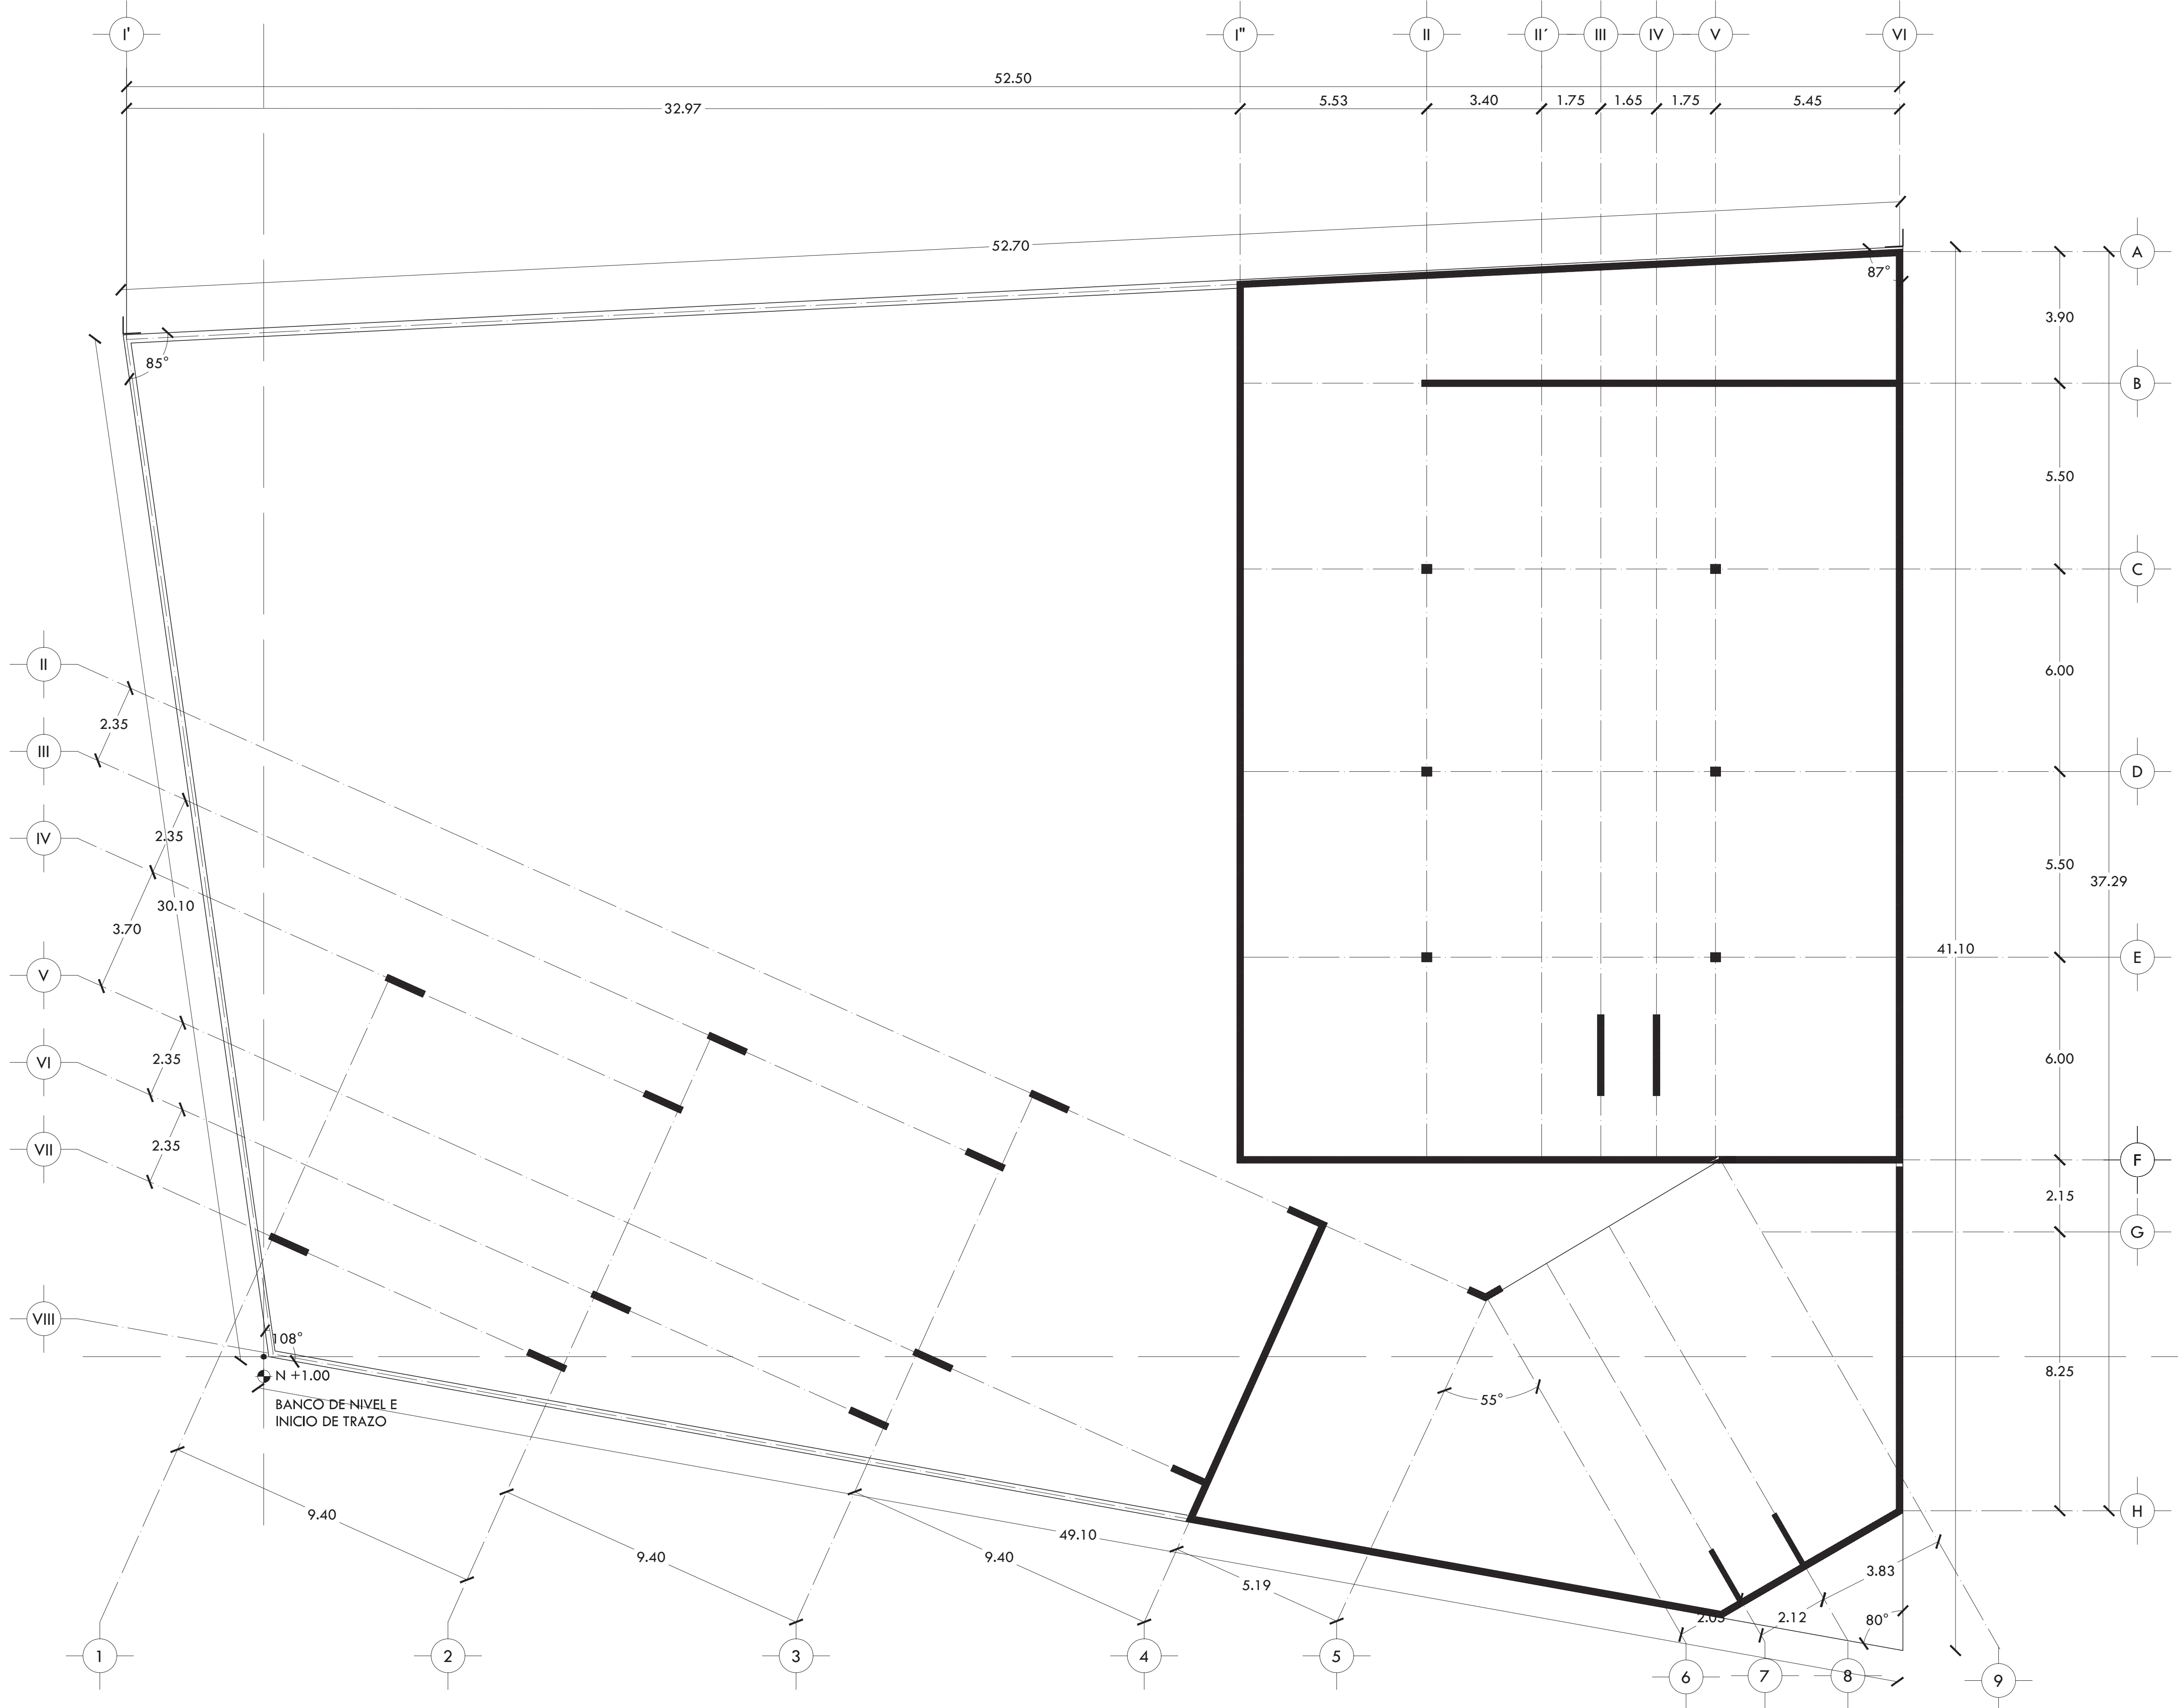 I' I" II II´ III IV V VI
52.50
32.97 5.53 3.40 1.75 1.65 1.75 5.45
52.70
A
87°
3.90
85°
B
5.50
C
II
6.00
2.35
III
D
2.35
IV
5.50
37.29
30.10
3.70
41.10
E
V
2.35
VI
6.00
2.35
VII
F
2.15
G
VIII
108°
8.25
N +1.00
BANCO DE NIVEL E
INICIO DE TRAZO
55°
H
9.40
49.10
9.40
9.40
3.83
5.19
2.12
80°
1 2 3 4 5
6 7 8 9